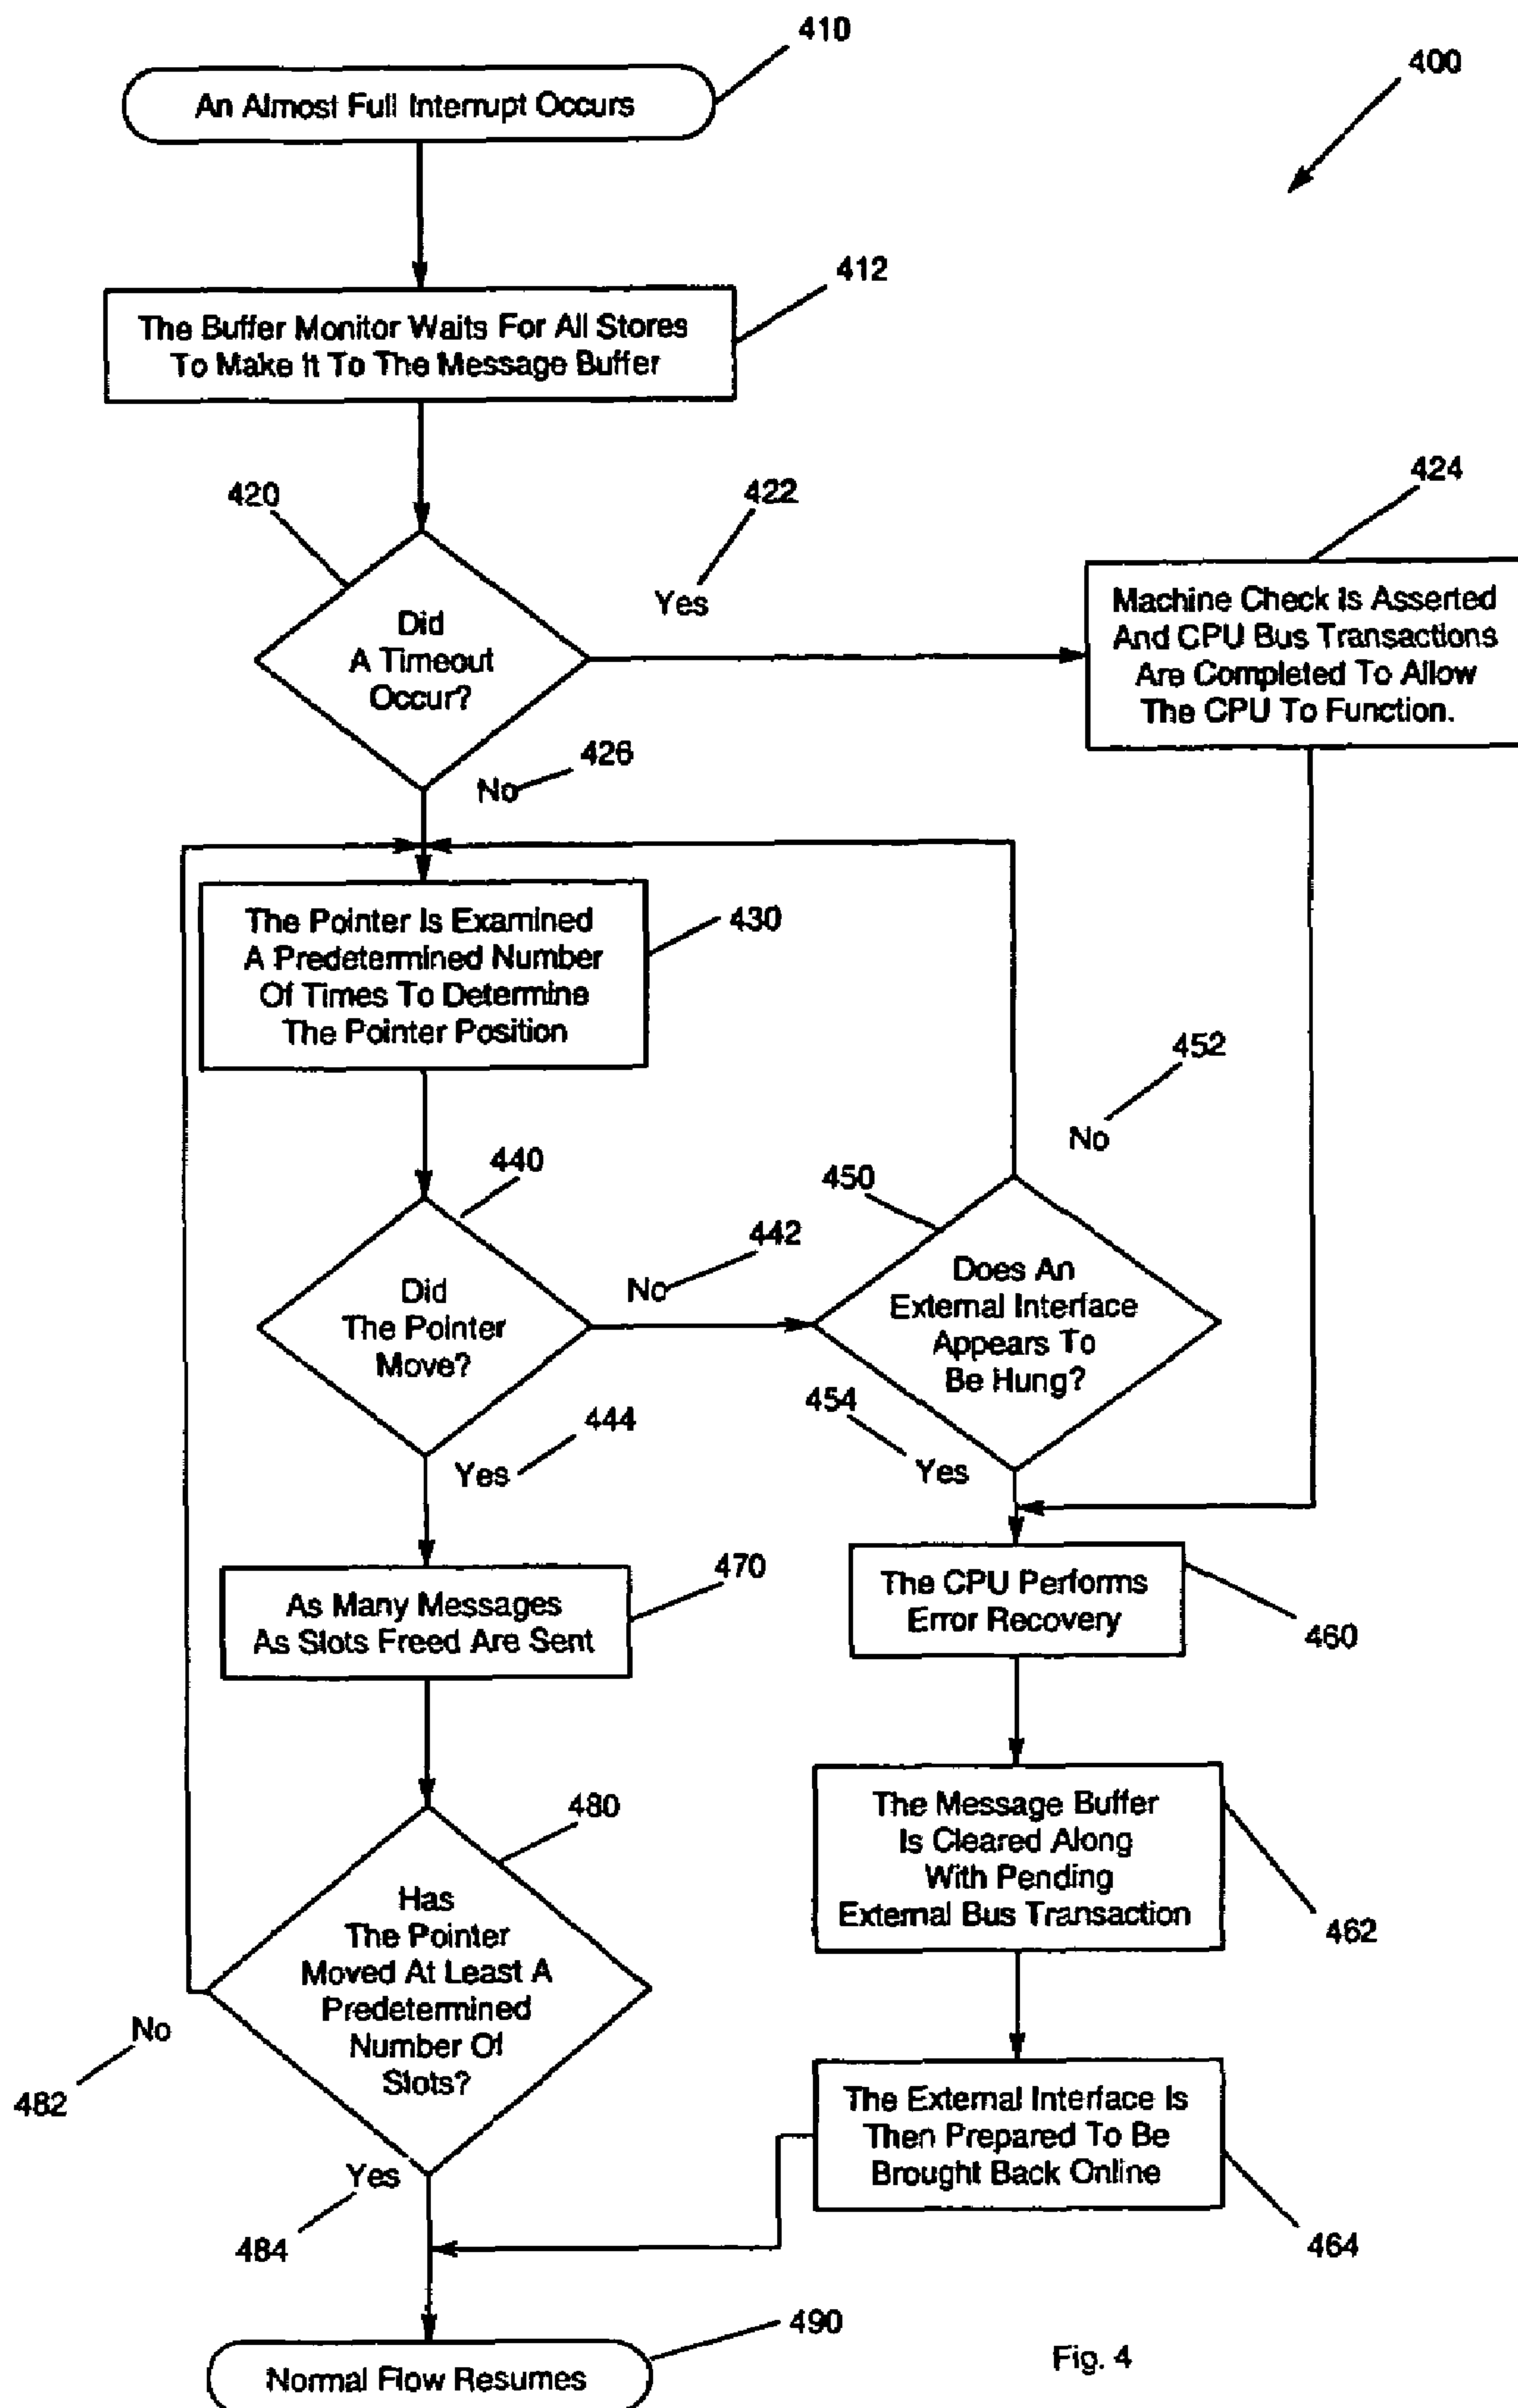 410
400
An Almost Full Interrupt Occurs
412
The Buffer Monitor Waits For All Stores
To Make It To The Message Buffer
420
422
424
Yes
Did
A Timeout
Occur?
Machine Check Is Asserted
And CPU Bus Transactions
Are Completed To Allow
The CPU To Function.
426
No
The Pointer Is Examined
A Predetermined Number
Of Times To Determine
The Pointer Position
430
452
No
440
442
450
No
Did
The Pointer
Move?
Does An
External Interface
Appears To
Be Hung?
444
Yes
454
Yes
470
As Many Messages
As Slots Freed Are Sent
The CPU Performs
Error Recovery
460
480
Has
The Pointer
Moved At Least A
Predetermined
Number Of
Slots?
The Message Buffer
Is Cleared Along
With Pending
External Bus Transaction
462
No
482
Yes
484
The External Interface Is
Then Prepared To Be
Brought Back Online
464
490
Normal Flow Resumes
Fig. 4